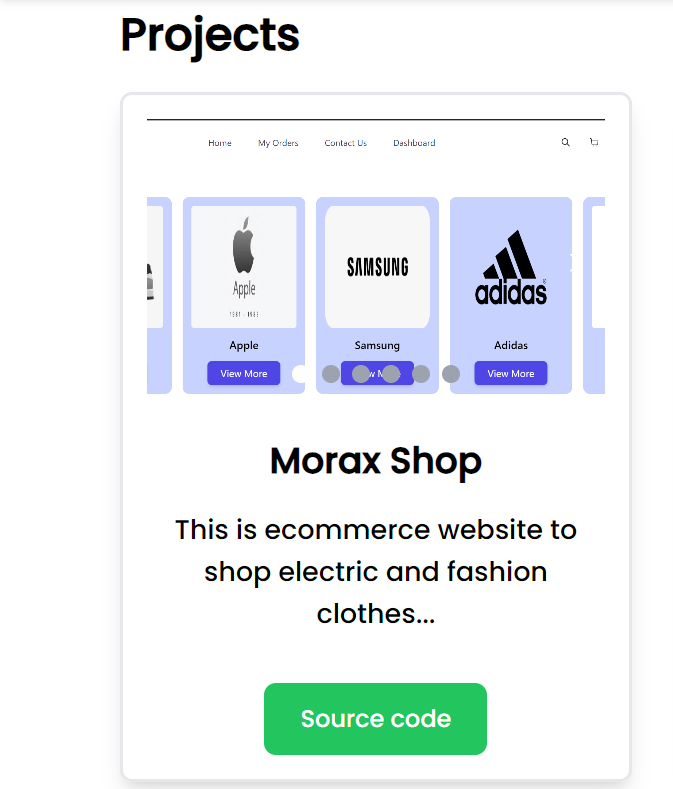 Projects
Home My Orders Contact Us Dashboard
Apple
SAMSUNG
adidas
Apple Samsung Adidas
View More View More
Morax Shop
This is ecommerce website to
shop electric and fashion
clothes...
Source code